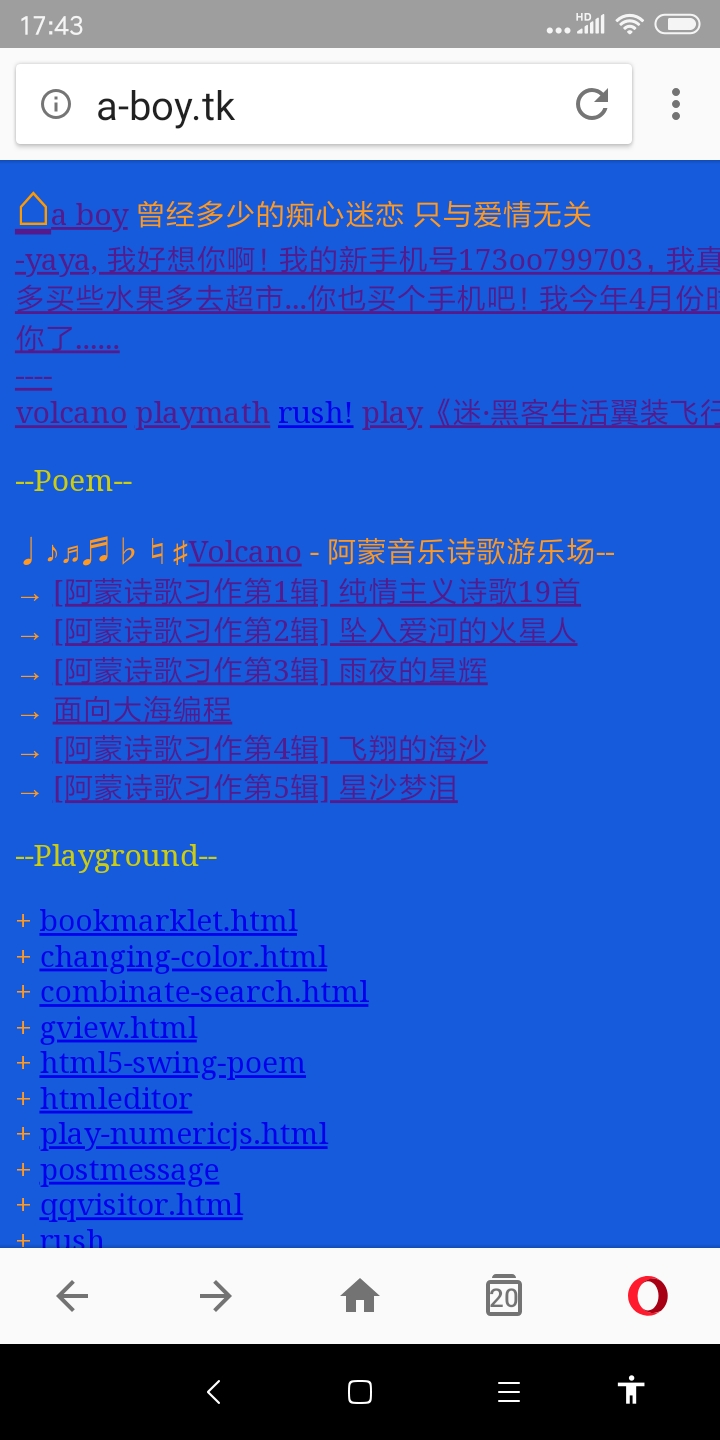 17:43
HD
a-boy.tk
a boy 曾经多少的痴心迷恋 只与爱情无关
-yaya, 我好想你啊！我的新手机号173oo799703，我真
多买些水果多去超市...你也买个手机吧！我今年4月份
你了......
----
volcano playmath rush! play 《迷·黑客生活翼装飞行
--Poem--
♩♪♬♬♭♮♯Volcano - 阿蒙音乐诗歌游乐场--
→ [阿蒙诗歌习作第1辑] 纯情主义诗歌19首
→ [阿蒙诗歌习作第2辑] 坠入爱河的火星人
→ [阿蒙诗歌习作第3辑] 雨夜的星辉
→ 面向大海编程
→ [阿蒙诗歌习作第4辑] 飞翔的海沙
→ [阿蒙诗歌习作第5辑] 星沙梦泪
--Playground--
+ bookmarklet.html
+ changing-color.html
+ combinate-search.html
+ gview.html
+ html5-swing-poem
+ htmleditor
+ play-numericjs.html
+ postmessage
+ qqvisitor.html
+ rush
20